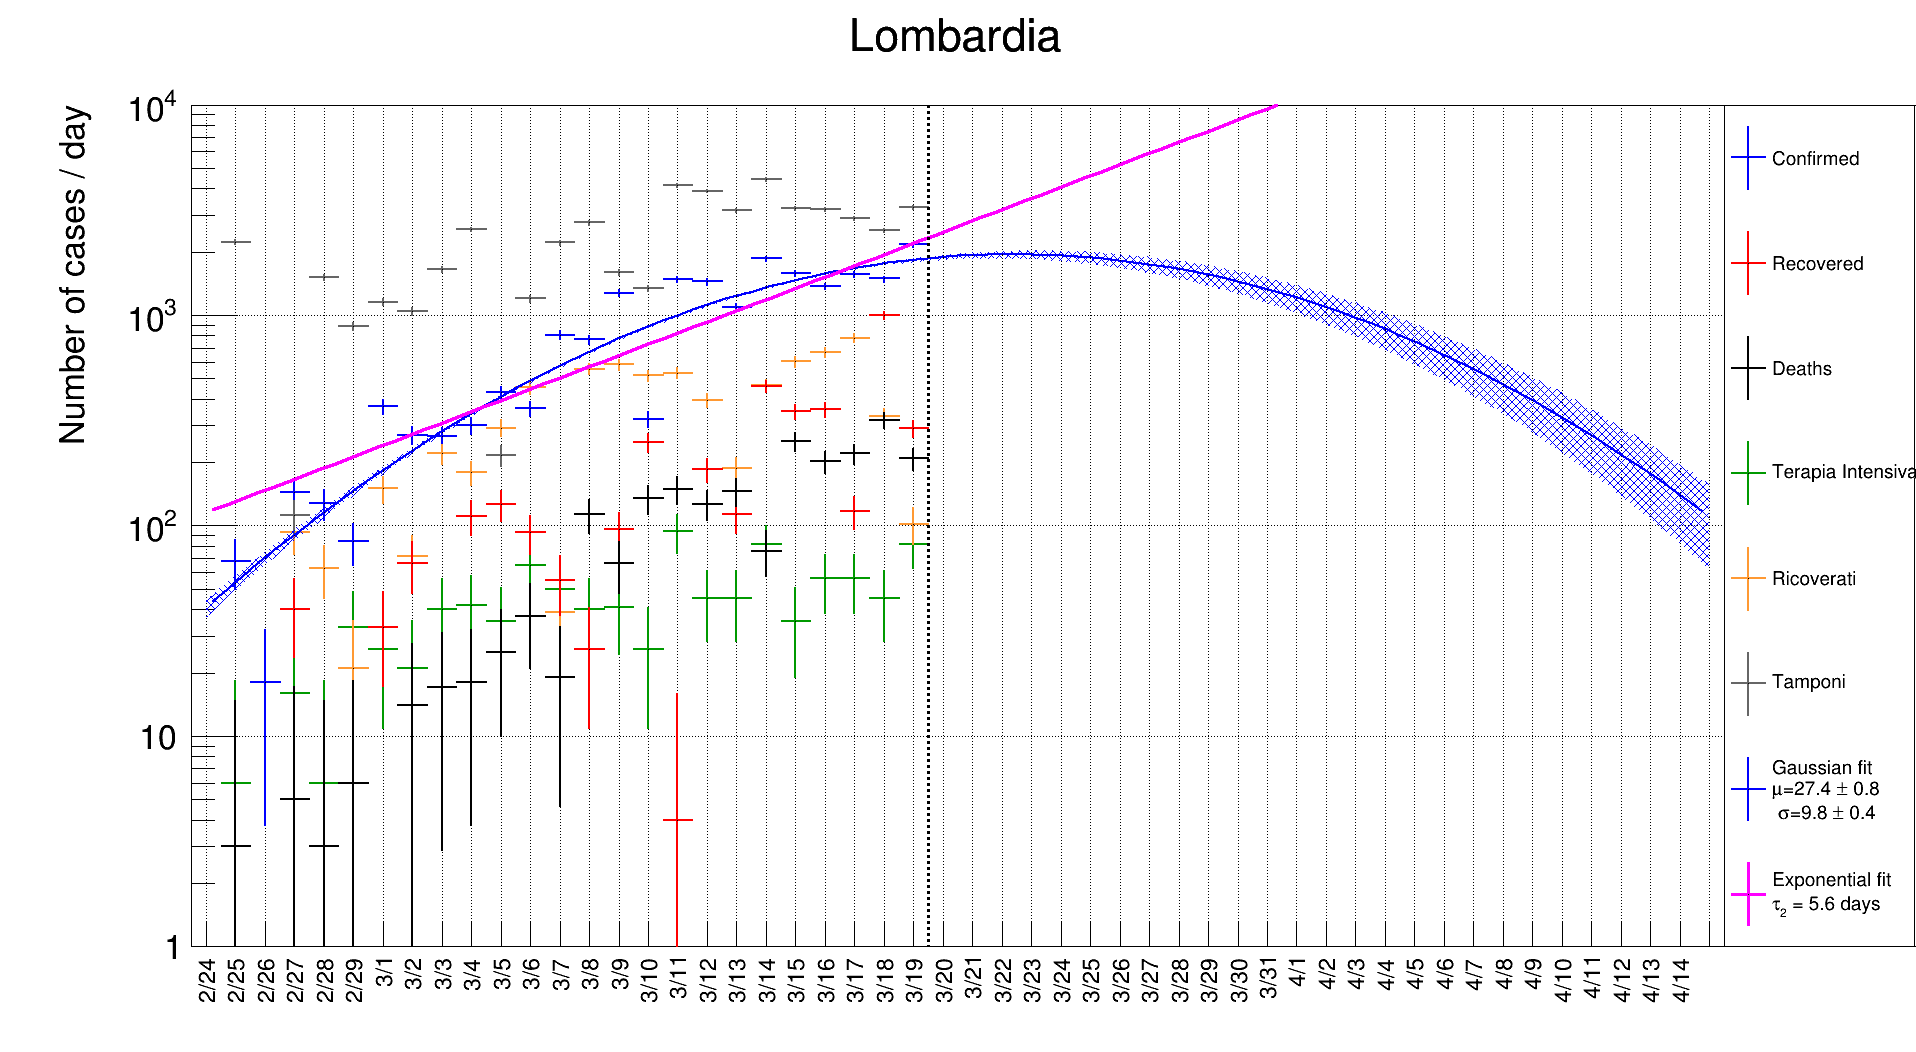 Lombardia
Number of cases / day
10⁴
10³
10²
10
1
2/24 2/25 2/26 2/27 2/28 2/29 3/1 3/2 3/3 3/4 3/5 3/6 3/7 3/8 3/9 3/10 3/11 3/12 3/13 3/14 3/15 3/16 3/17 3/18 3/19 3/20 3/21 3/22 3/23 3/24 3/25 3/26 3/27 3/28 3/29 3/30 3/31 4/1 4/2 4/3 4/4 4/5 4/6 4/7 4/8 4/9 4/10 4/11 4/12 4/13 4/14
Confirmed
Recovered
Deaths
Terapia Intensiva
Ricoverati
Tamponi
Gaussian fit
μ=27.4 ± 0.8
σ=9.8 ± 0.4
Exponential fit
τ₂ = 5.6 days